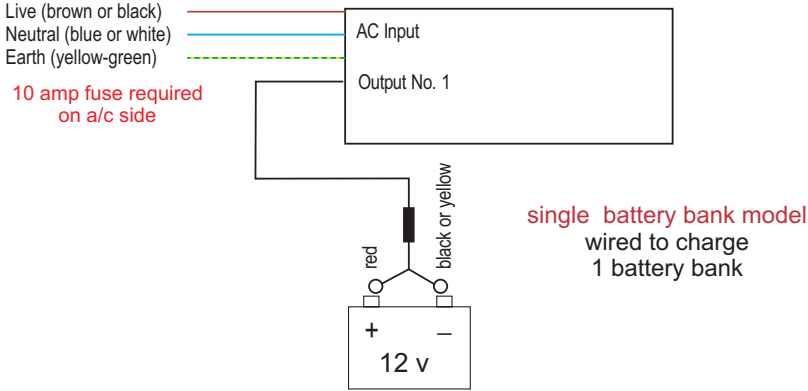 Live (brown or black)
Neutral (blue or white)
Earth (yellow-green)
10 amp fuse required
on a/c side
AC Input
Output No. 1
red
black or yellow
+ –
12 v
single battery bank model
wired to charge
1 battery bank